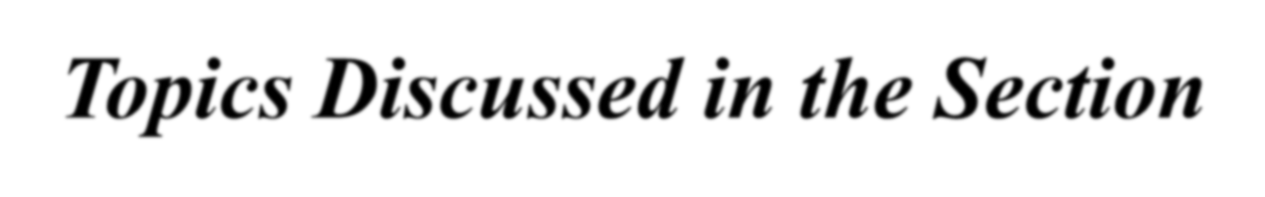 Topics Discussed in the Section